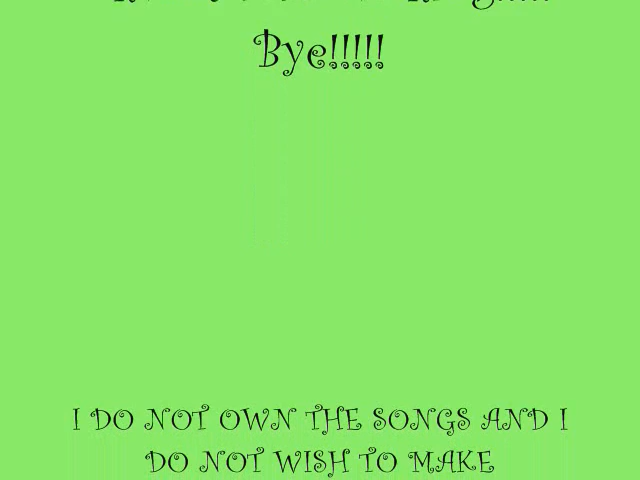 Bye!!!!!
I DO NOT OWN THE SONGS AND I
DO NOT WISH TO MAKE